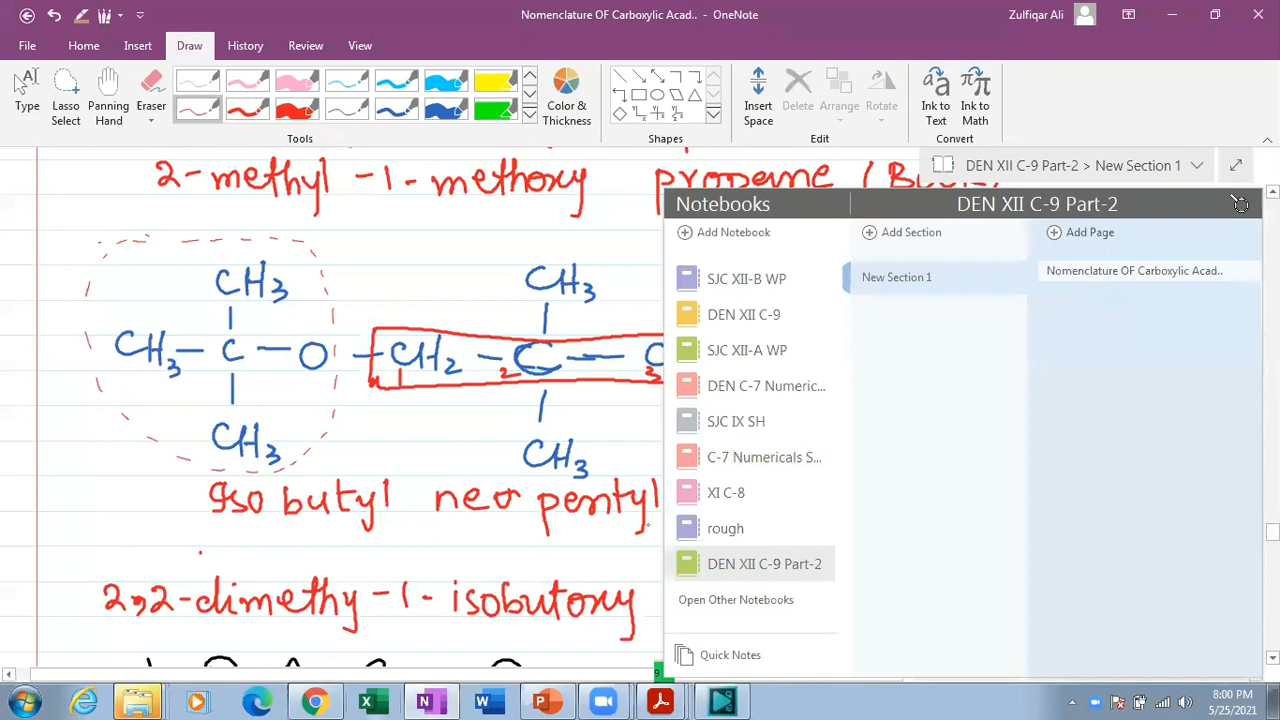 Nomenclature OF Carboxylic Acad.. - OneNote
Zulfiqar Ali
File Home Insert Draw History Review View
Type Lasso Select Panning Hand Eraser
Color & Thickness
Insert Space Delete Arrange Rotate
Ink to Text Ink to Math
Tools Shapes Edit Convert
DEN XII C-9 Part-2 > New Section 1
2-methyl -1- methoxy propane (Book)
Notebooks DEN XII C-9 Part-2
Add Notebook Add Section Add Page
New Section 1 Nomenclature OF Carboxylic Acad..
SJC XII-B WP
DEN XII C-9
SJC XII-A WP
DEN C-7 Numeric...
SJC IX SH
C-7 Numericals S...
XI C-8
rough
DEN XII C-9 Part-2
Open Other Notebooks
Quick Notes
CH3 CH3
CH3 - C - O - CH2 - C - C
1 2 3
CH3 CH3
Iso butyl neo pentyl
2,2-dimethy -1- isobutoxy
8:00 PM
5/25/2021